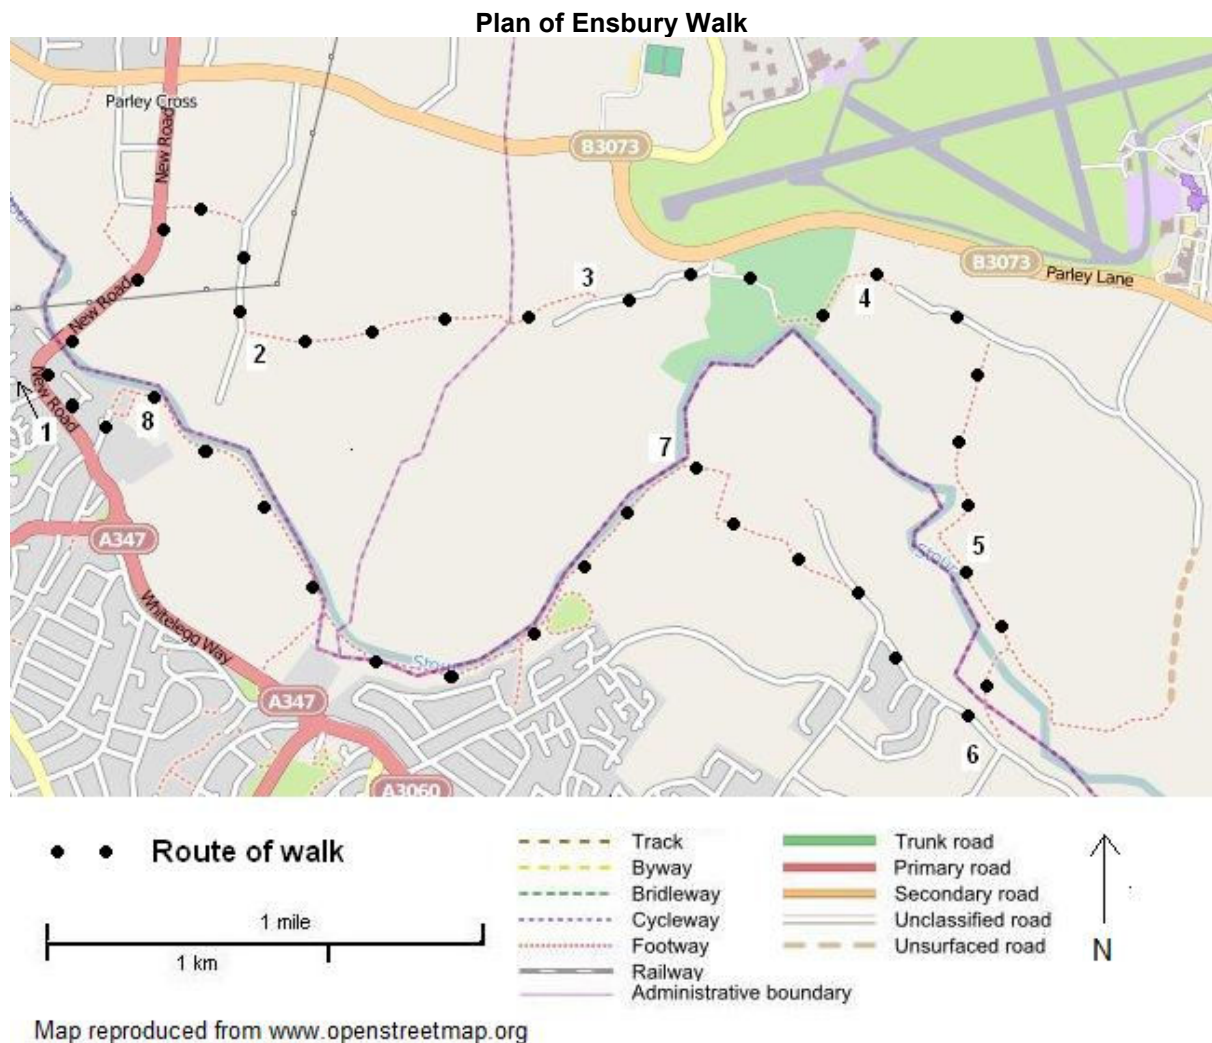 Plan of Ensbury Walk
Parley Cross
New Road
B3073
B3073
Parley Lane
New Road
New Road
1
2
3
4
5
6
7
8
Stour
Stour
A347
Whitelegg Way
A347
A3060
Route of walk
1 mile
1 km
Track
Byway
Bridleway
Cycleway
Footway
Railway
Administrative boundary
Trunk road
Primary road
Secondary road
Unclassified road
Unsurfaced road
N
Map reproduced from www.openstreetmap.org